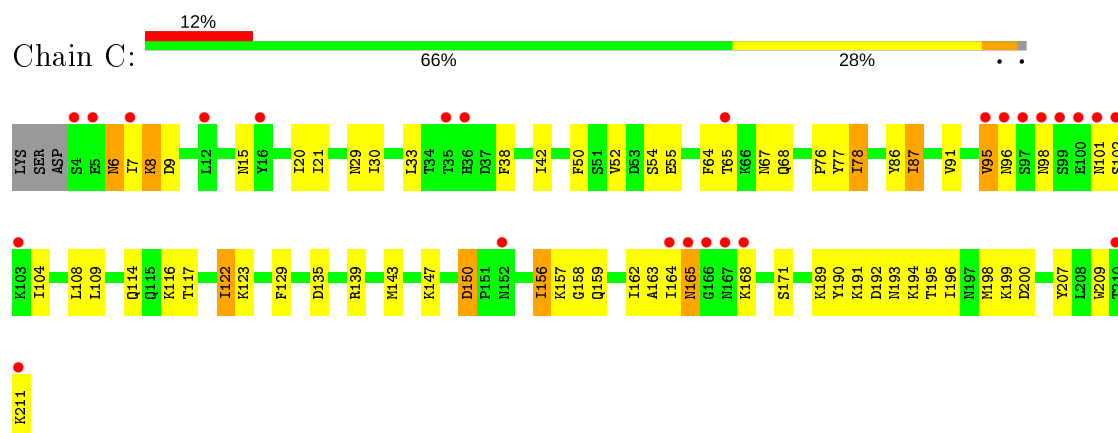 12%
Chain C:
66% 28% • •
LYS SER ASP S4 E5 N6 I7 K8 D9 L12 N15 Y16 I20 I21 N29 I30 L33 T34 T35 H36 D37 F38 I42 F50 S51 V52 D53 S54 E55 F64 T65 K66 N67 Q68 P76 Y77 I78 Y86 I87 V91 V95 N96 S97 N98 S99 E100 N101 S102
K103 I104 L108 L109 Q114 Q115 K116 T117 I122 K123 F129 D135 R139 M143 K147 D150 P151 N152 I156 K157 G158 Q159 I162 A163 I164 N165 G166 N167 K168 S171 K189 Y190 K191 D192 N193 K194 T195 I196 N197 M198 K199 D200 Y207 L208 W209 T210
K211